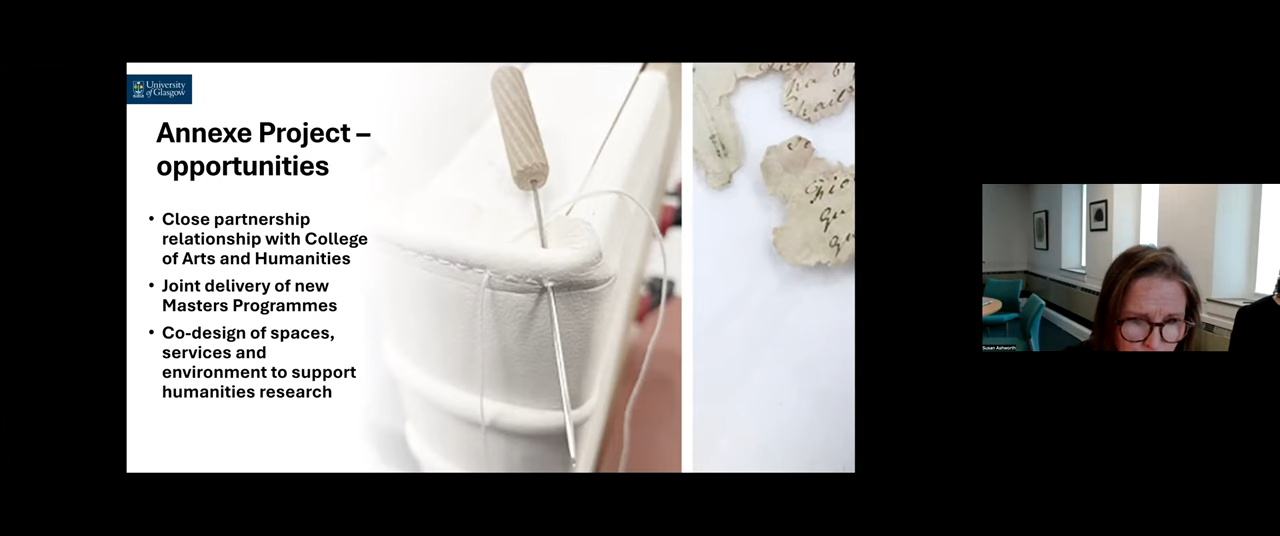 University
of Glasgow
Annexe Project –
opportunities
• Close partnership
relationship with College
of Arts and Humanities
• Joint delivery of new
Masters Programmes
• Co-design of spaces,
services and
environment to support
humanities research
Susan Ashworth